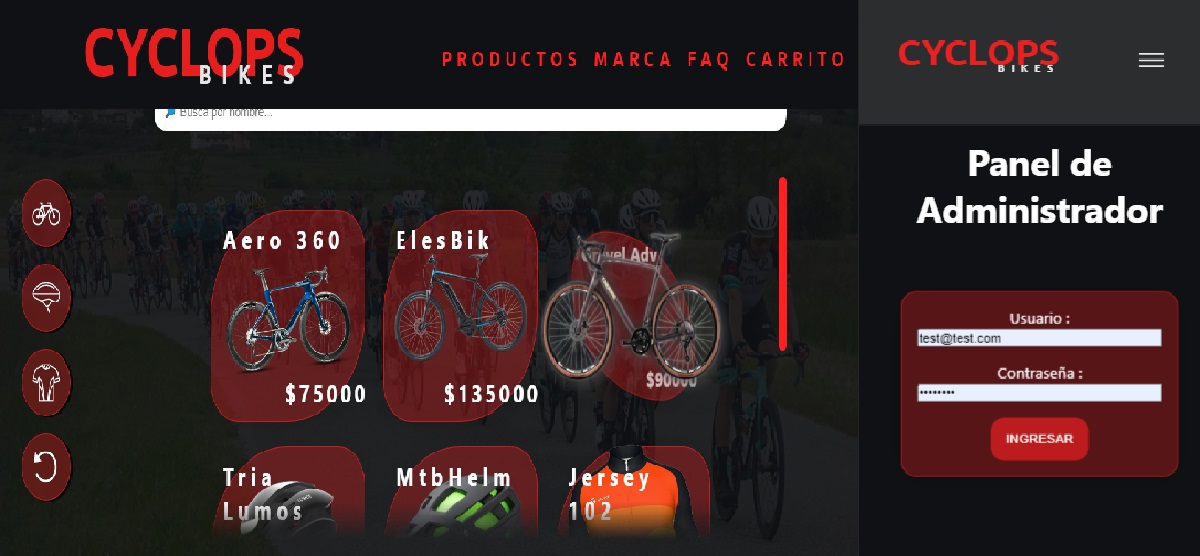 CYCLOPS
BIKES
PRODUCTOS MARCA FAQ CARRITO
Busca por nombre...
Aero 360
$75000
ElesBik
$135000
Gravel Adv
$90000
Tria
Lumos
MtbHelm
Jersey
102
CYCLOPS
BIKES
Panel de
Administrador
Usuario :
test@test.com
Contraseña :
••••••••
INGRESAR